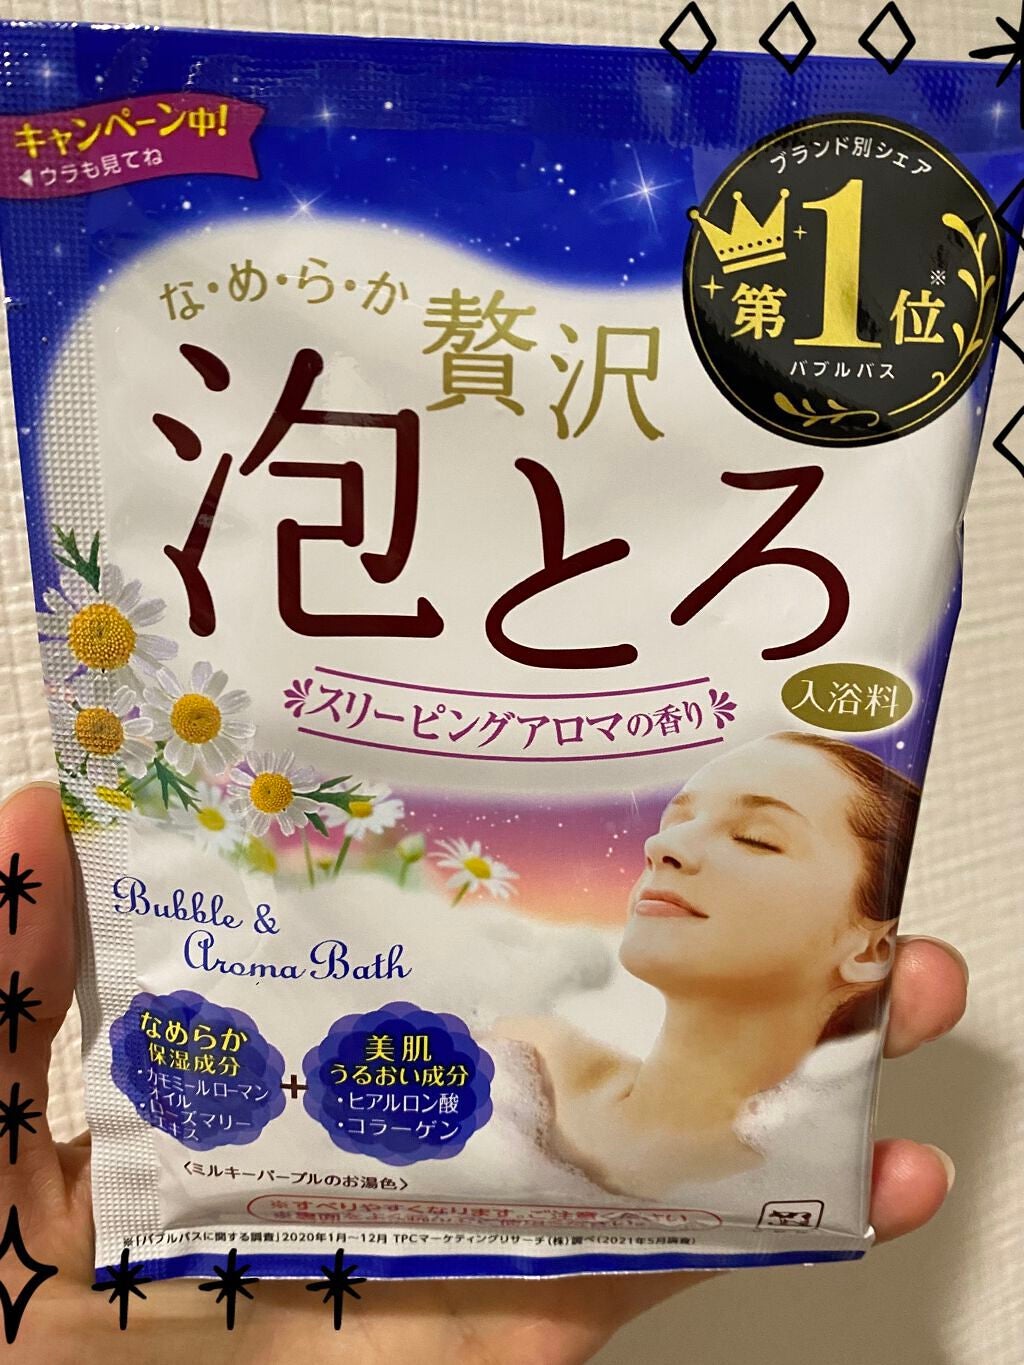 キャンペーン中!
◀ウラも見てね
ブランド別シェア
第1位※
バブルバス
な・め・ら・か
贅沢
泡とろ
スリーピングアロマの香り
入浴料
Bubble &
Aroma Bath
なめらか
保湿成分
・カモミールローマン
オイル
・ローズマリー
エキス
+
美肌
うるおい成分
・ヒアルロン酸
・コラーゲン
〈ミルキーパープルのお湯色〉
※すべりやすくなります。ご注意ください
※「バブルバスに関する調査」2020年1月〜12月 TPCマーケティングリサーチ(株)調べ(2021年5月調査)